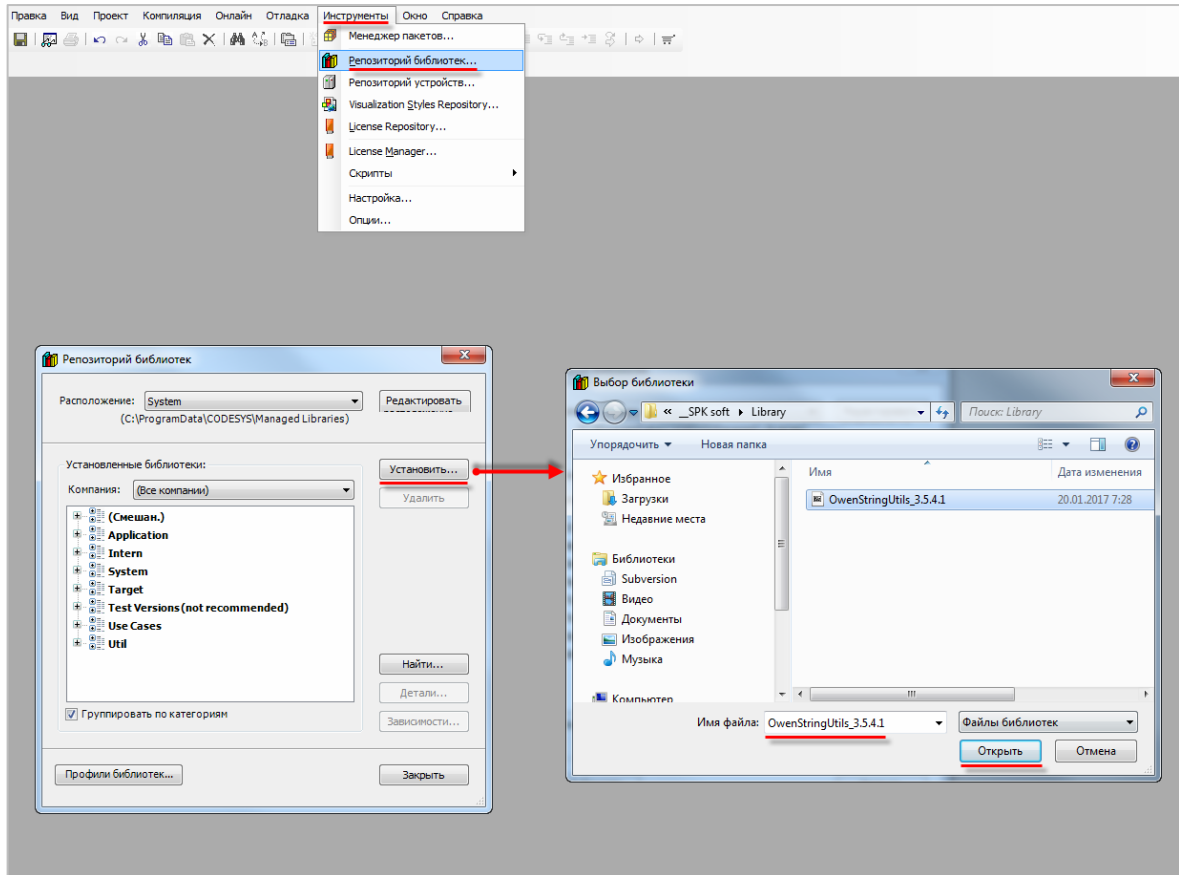 Правка Вид Проект Компиляция Онлайн Отладка Инструменты Окно Справка
Менеджер пакетов...
Репозиторий библиотек...
Репозиторий устройств...
Visualization Styles Repository...
License Repository...
License Manager...
Скрипты
Настройка...
Опции...
Репозиторий библиотек
Расположение: System Редактировать
(C:\ProgramData\CODESYS\Managed Libraries)
Установленные библиотеки: Установить...
Компания: (Все компании) Удалить
(Смешан.)
Application
Intern
System
Target
Test Versions (not recommended)
Use Cases
Util
Найти...
Детали...
Группировать по категориям Зависимости...
Профили библиотек... Закрыть
Выбор библиотеки
« __SPK soft Library Поиск: Library
Упорядочить Новая папка
Избранное
Загрузки
Недавние места
Библиотеки
Subversion
Видео
Документы
Изображения
Музыка
Компьютер
Имя Дата изменения
OwenStringUtils_3.5.4.1 20.01.2017 7:28
Имя файла: OwenStringUtils_3.5.4.1 Файлы библиотек
Открыть Отмена